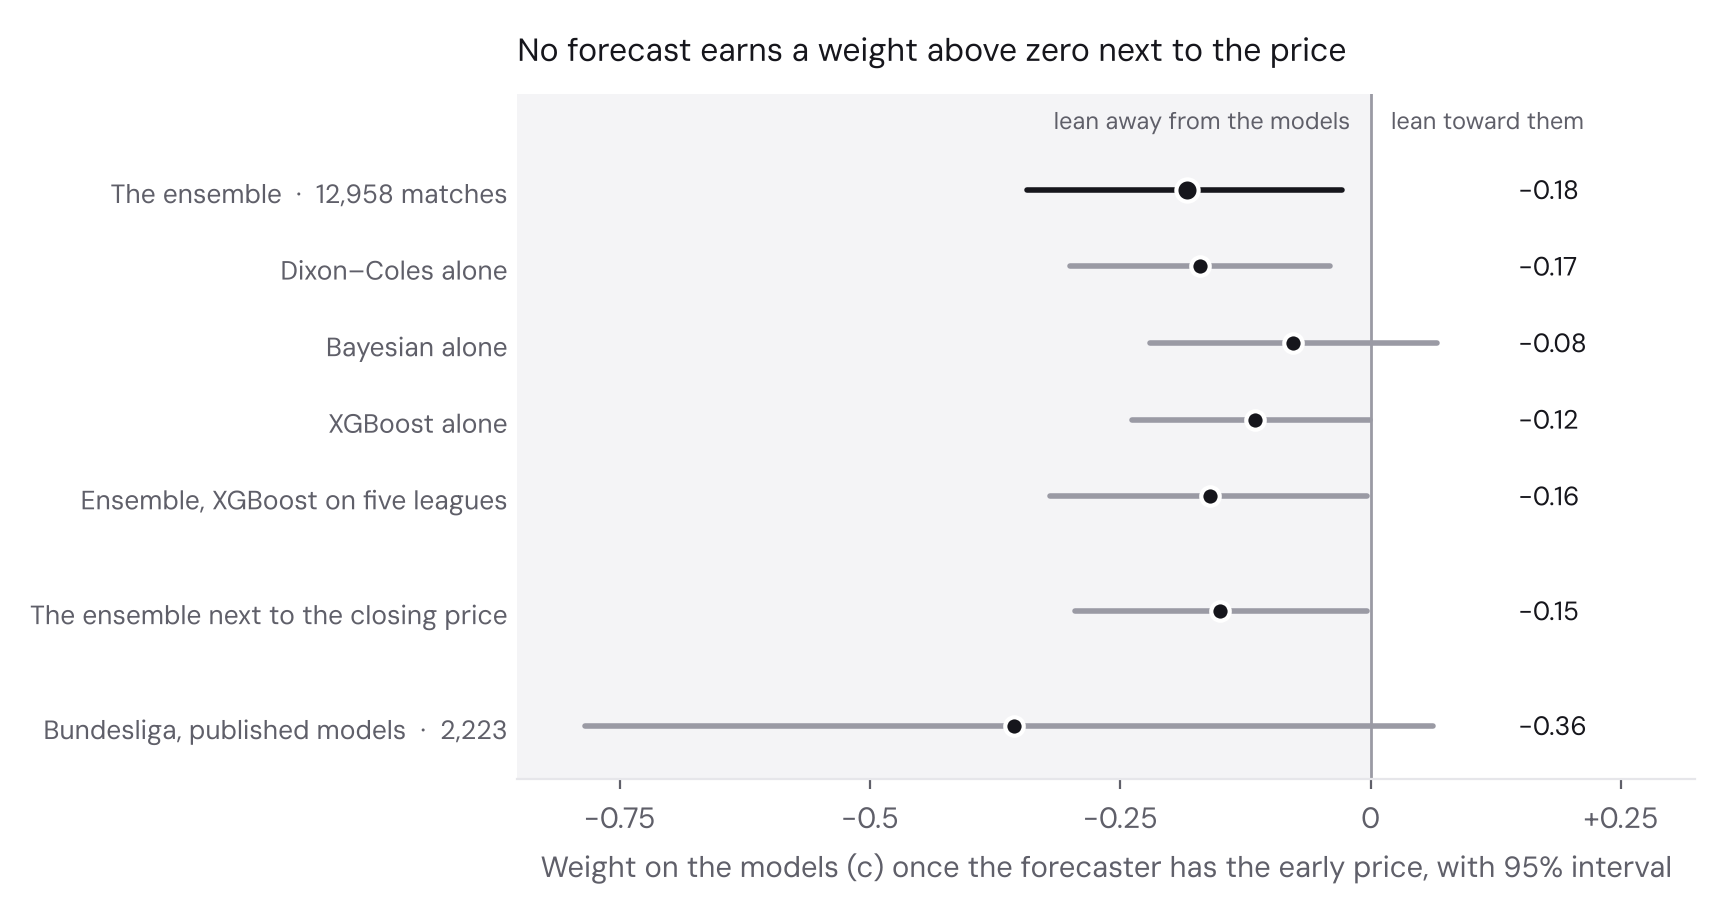 No forecast earns a weight above zero next to the price
lean away from the models
lean toward them
The ensemble · 12,958 matches
−0.18
Dixon–Coles alone
−0.17
Bayesian alone
−0.08
XGBoost alone
−0.12
Ensemble, XGBoost on five leagues
−0.16
The ensemble next to the closing price
−0.15
Bundesliga, published models · 2,223
−0.36
−0.75
−0.5
−0.25
0
+0.25
Weight on the models (c) once the forecaster has the early price, with 95% interval